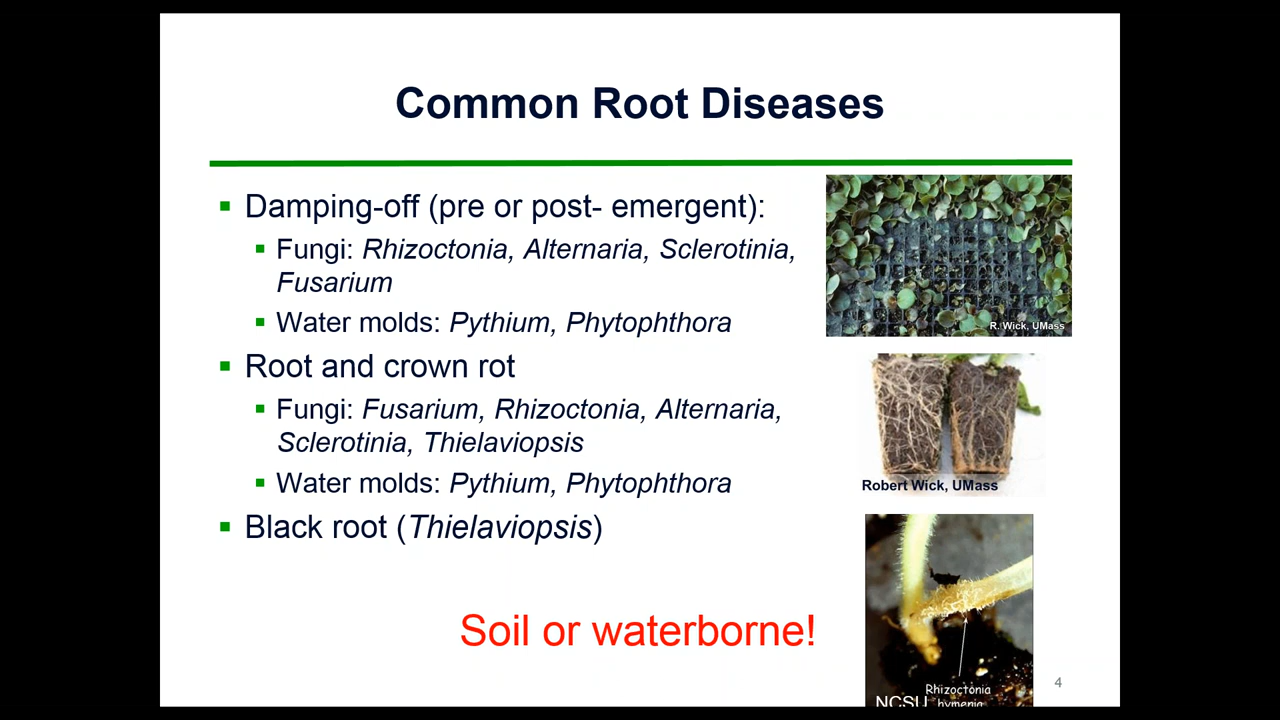 Common Root Diseases
Damping-off (pre or post- emergent):
Fungi: Rhizoctonia, Alternaria, Sclerotinia,
Fusarium
Water molds: Pythium, Phytophthora
Root and crown rot
Fungi: Fusarium, Rhizoctonia, Alternaria,
Sclerotinia, Thielaviopsis
Water molds: Pythium, Phytophthora
Black root (Thielaviopsis)
Soil or waterborne!
R. Wick, UMass
Robert Wick, UMass
Rhizoctonia
hymenia
NCSU
4